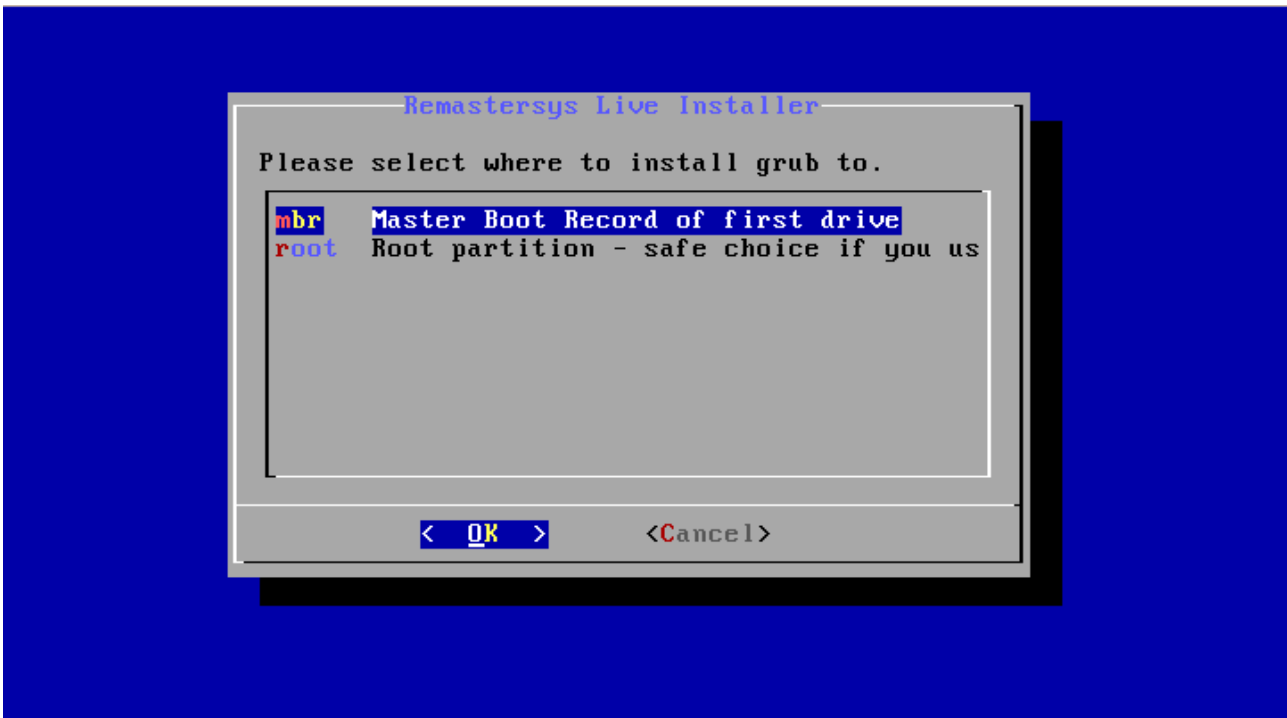 Remastersys Live Installer
Please select where to install grub to.
mbr Master Boot Record of first drive
root Root partition - safe choice if you us
< OK > <Cancel>